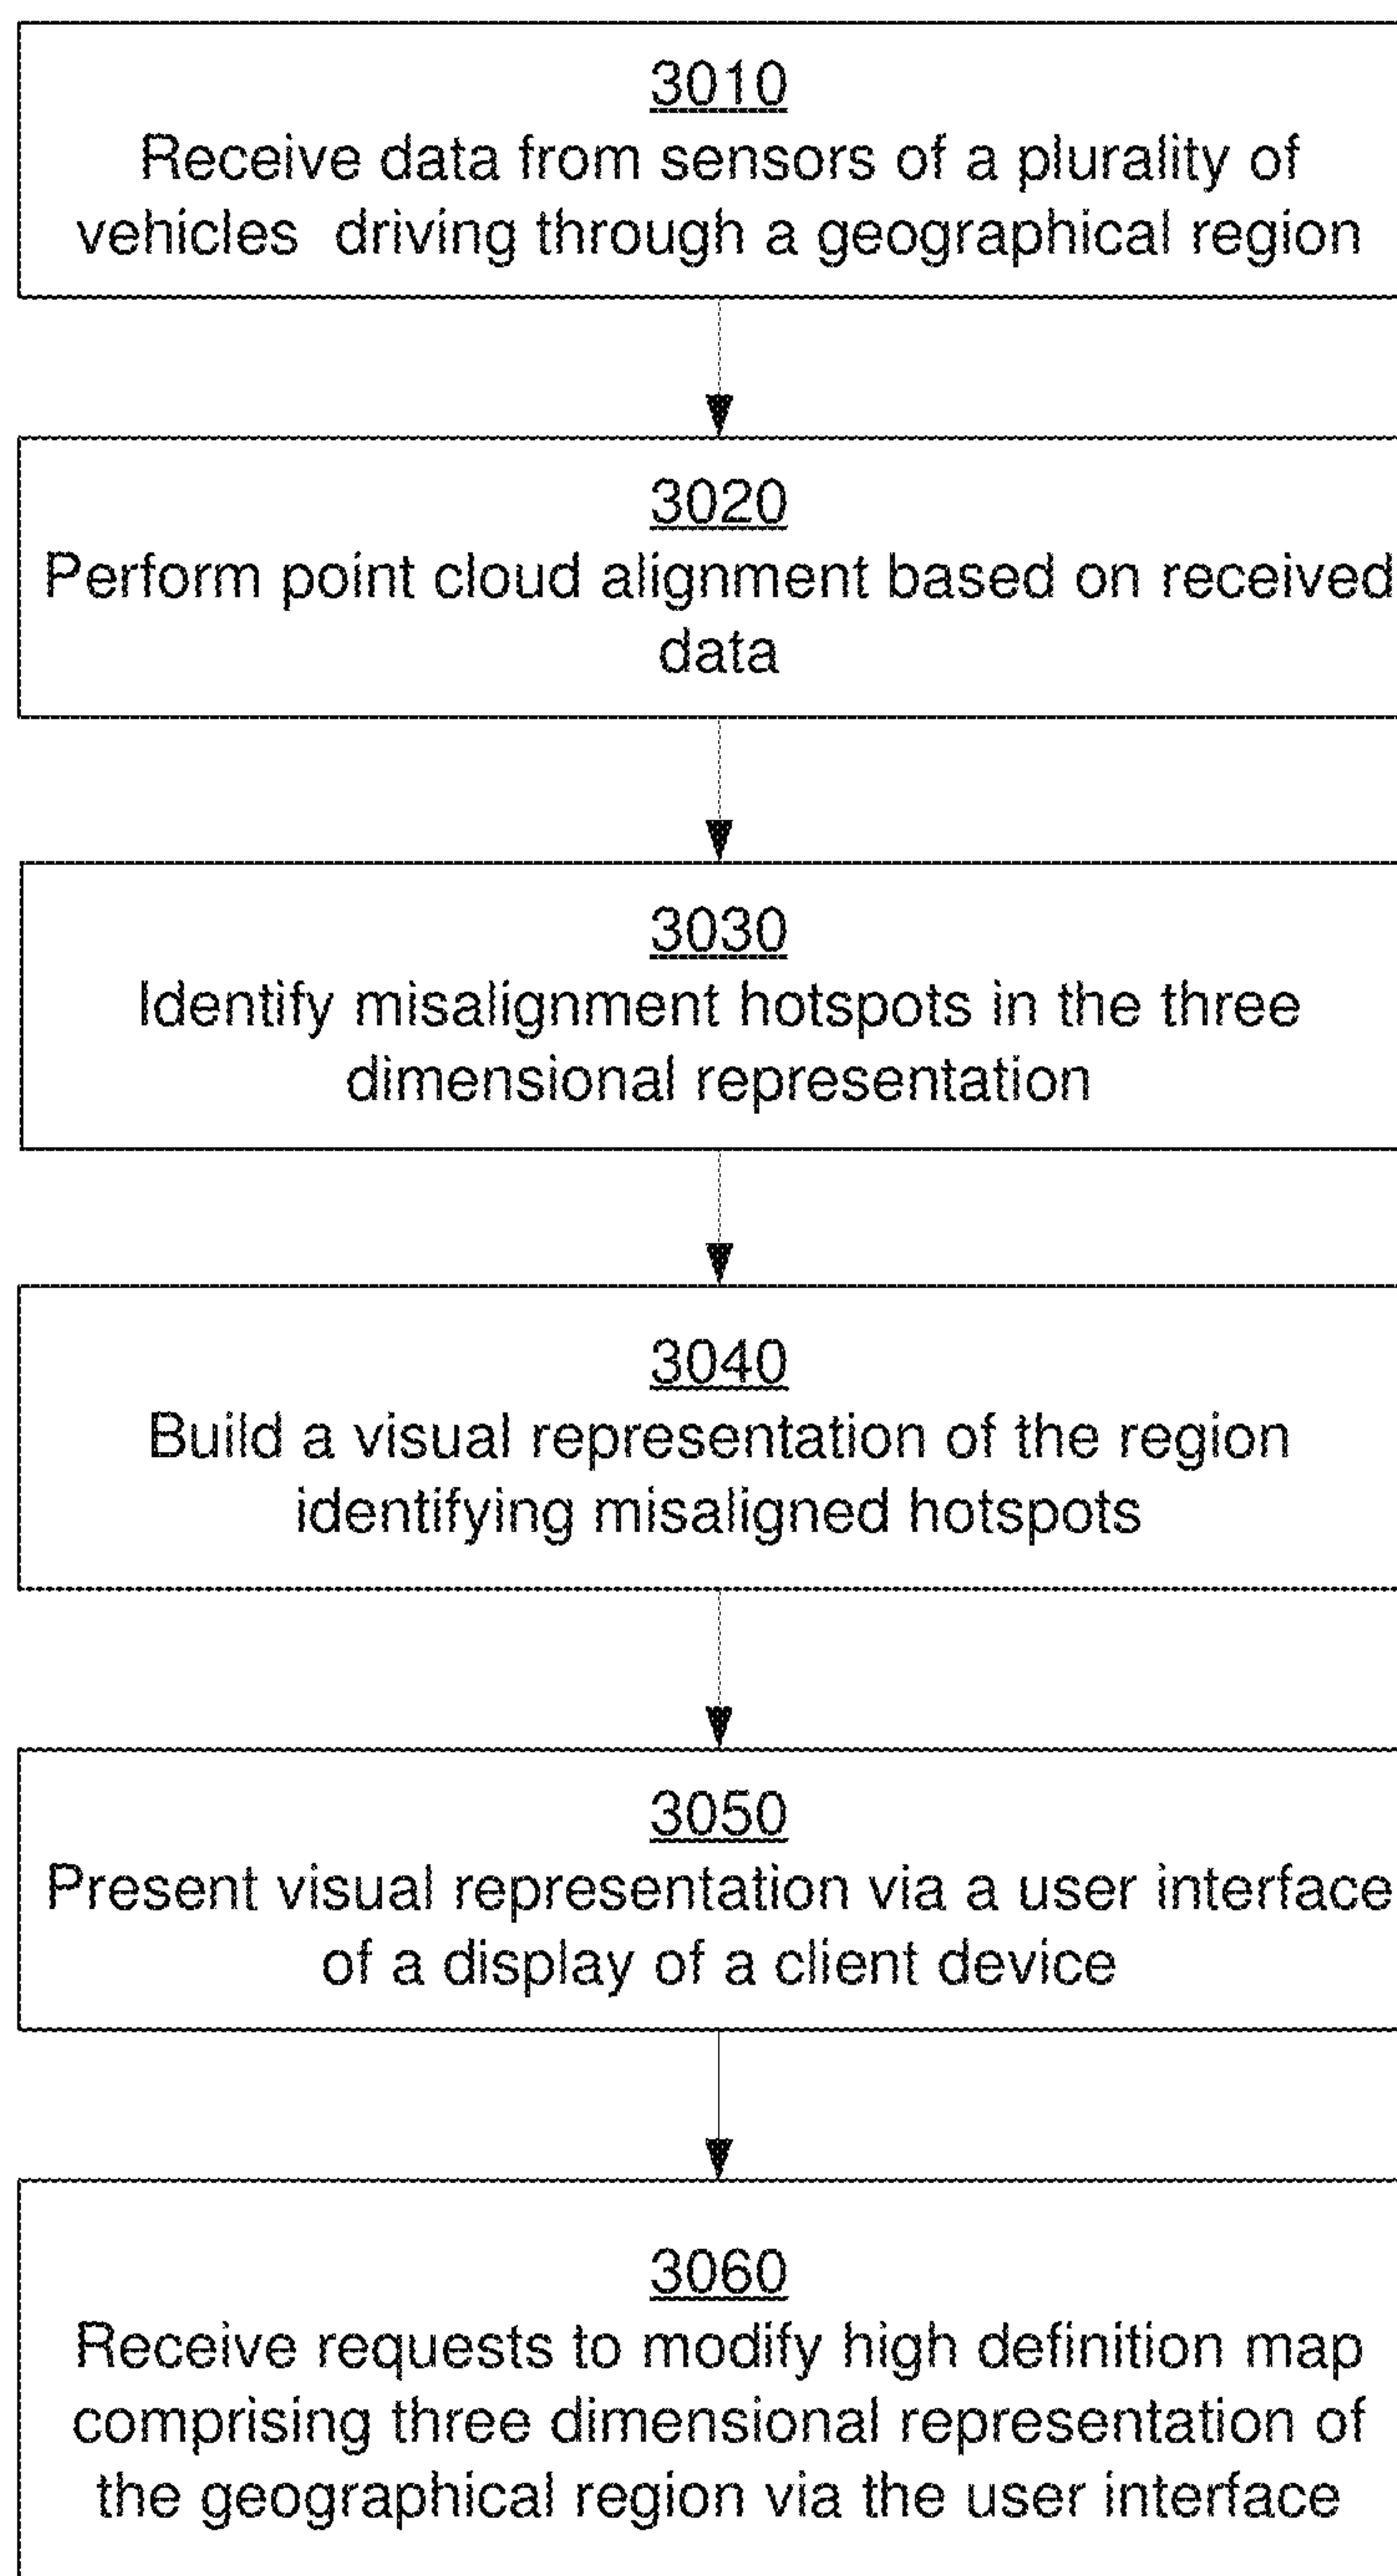 3010
Receive data from sensors of a plurality of
vehicles  driving through a geographical region
3020
Perform point cloud alignment based on received
data
3030
Identify misalignment hotspots in the three
dimensional representation
3040
Build a visual representation of the region
identifying misaligned hotspots
3050
Present visual representation via a user interface
of a display of a client device
3060
Receive requests to modify high definition map
comprising three dimensional representation of
the geographical region via the user interface